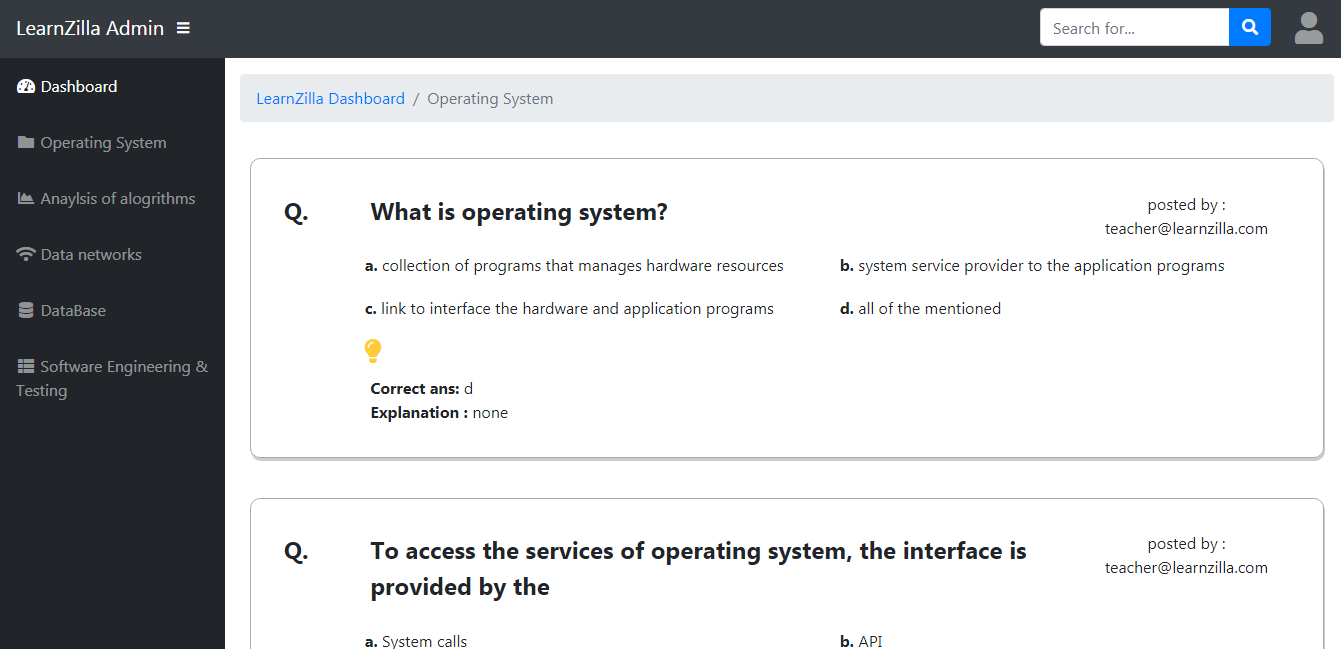 LearnZilla Admin
Search for...
Dashboard
Operating System
Anaylsis of alogrithms
Data networks
DataBase
Software Engineering &
Testing
LearnZilla Dashboard / Operating System
Q. What is operating system?
posted by :
teacher@learnzilla.com
a. collection of programs that manages hardware resources
b. system service provider to the application programs
c. link to interface the hardware and application programs
d. all of the mentioned
Correct ans: d
Explanation : none
Q. To access the services of operating system, the interface is
provided by the
posted by :
teacher@learnzilla.com
a. System calls
b. API